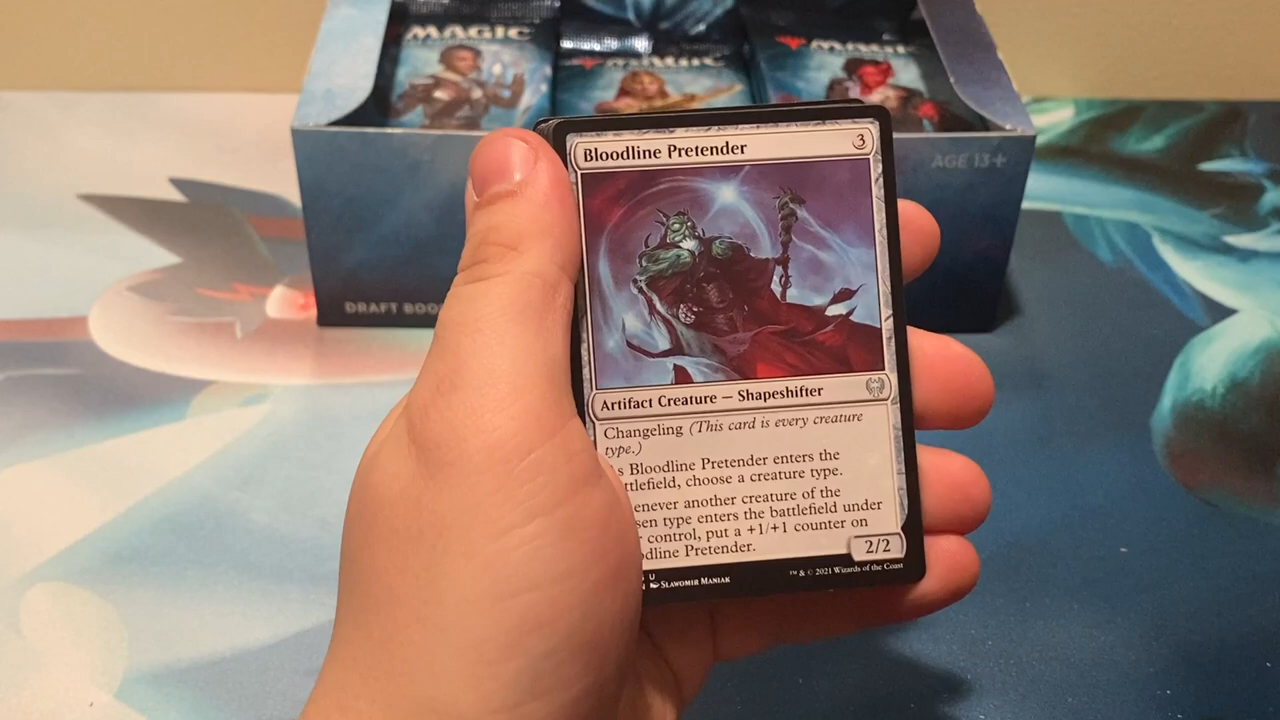 MAGIC
MAGIC
MAGIC
AGE 13+
DRAFT
Bloodline Pretender
3
Artifact Creature — Shapeshifter
Changeling (This card is every creature
type.)
s Bloodline Pretender enters the
ttlefield, choose a creature type.
enever another creature of the
sen type enters the battlefield under
control, put a +1/+1 counter on
dline Pretender.
2/2
U
SLAWOMIR MANIAK
™ & © 2021 Wizards of the Coast